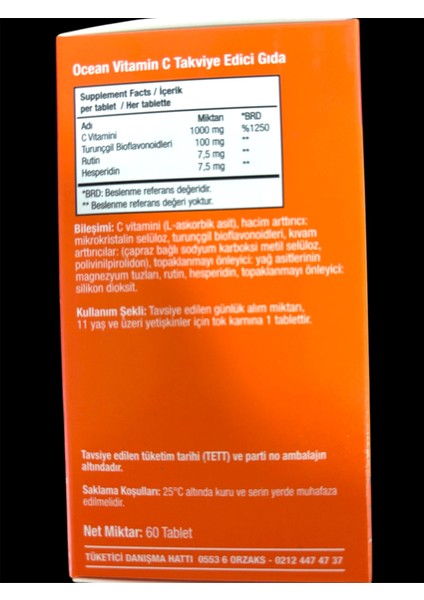 Ocean Vitamin C Takviye Edici Gıda
Supplement Facts / İçerik
per tablet / Her tablette
Adı Miktarı *BRD
C Vitamini 1000 mg %1250
Turunçgil Bioflavonoidleri 100 mg **
Rutin 7,5 mg **
Hesperidin 7,5 mg **
*BRD: Beslenme referans değeridir.
** Beslenme referans değeri yoktur.
Bileşimi: C vitamini (L-askorbik asit), hacim arttırıcı:
mikrokristalin selüloz, turunçgil bioflavonoidleri, kıvam
arttırıcılar: (çapraz bağlı sodyum karboksi metil selüloz,
polivinilpirolidon), topaklanmayı önleyici: yağ asitlerinin
magnezyum tuzları, rutin, hesperidin, topaklanmayı önleyici:
silikon dioksit.
Kullanım Şekli: Tavsiye edilen günlük alım miktarı,
11 yaş ve üzeri yetişkinler için tok karnına 1 tablettir.
Tavsiye edilen tüketim tarihi (TETT) ve parti no ambalajın
altındadır.
Saklama Koşulları: 25°C altında kuru ve serin yerde muhafaza
edilmelidir.
Net Miktar: 60 Tablet
TÜKETİCİ DANIŞMA HATTI 0553 6 ORZAKS - 0212 447 47 37